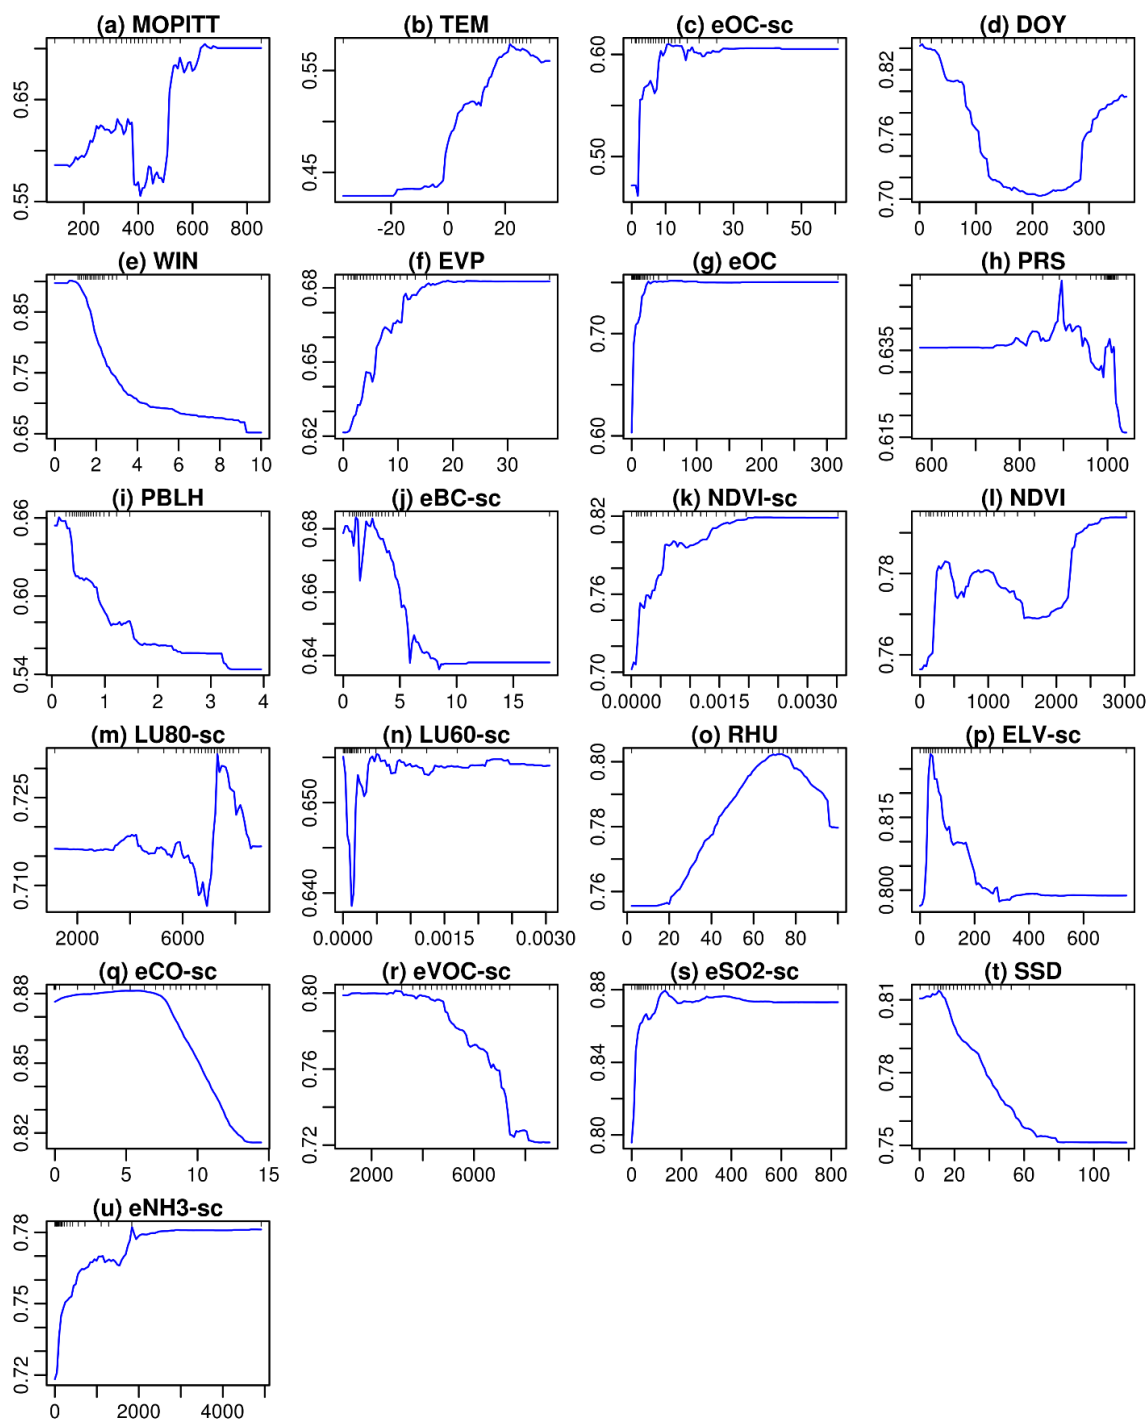 (a) MOPITT
0.65
0.55
200 400 600 800
(b) TEM
0.55
0.45
-20 0 20
(c) eOC-sc
0.60
0.50
0 10 30 50
(d) DOY
0.82
0.76
0.70
0 100 200 300
(e) WIN
0.85
0.75
0.65
0 2 4 6 8 10
(f) EVP
0.68
0.65
0.62
0 10 20 30
(g) eOC
0.70
0.60
0 100 200 300
(h) PRS
0.635
0.615
600 800 1000
(i) PBLH
0.66
0.60
0.54
0 1 2 3 4
(j) eBC-sc
0.68
0.66
0.64
0 5 10 15
(k) NDVI-sc
0.82
0.76
0.70
0.0000 0.0015 0.0030
(l) NDVI
0.78
0.76
0 1000 2000 3000
(m) LU80-sc
0.725
0.710
2000 6000
(n) LU60-sc
0.650
0.640
0.0000 0.0015 0.0030
(o) RHU
0.80
0.78
0.76
0 20 40 60 80
(p) ELV-sc
0.815
0.800
0 200 400 600
(q) eCO-sc
0.88
0.85
0.82
0 5 10 15
(r) eVOC-sc
0.80
0.76
0.72
2000 6000
(s) eSO2-sc
0.88
0.84
0.80
0 200 400 600 800
(t) SSD
0.81
0.78
0.75
0 20 60 100
(u) eNH3-sc
0.78
0.75
0.72
0 2000 4000